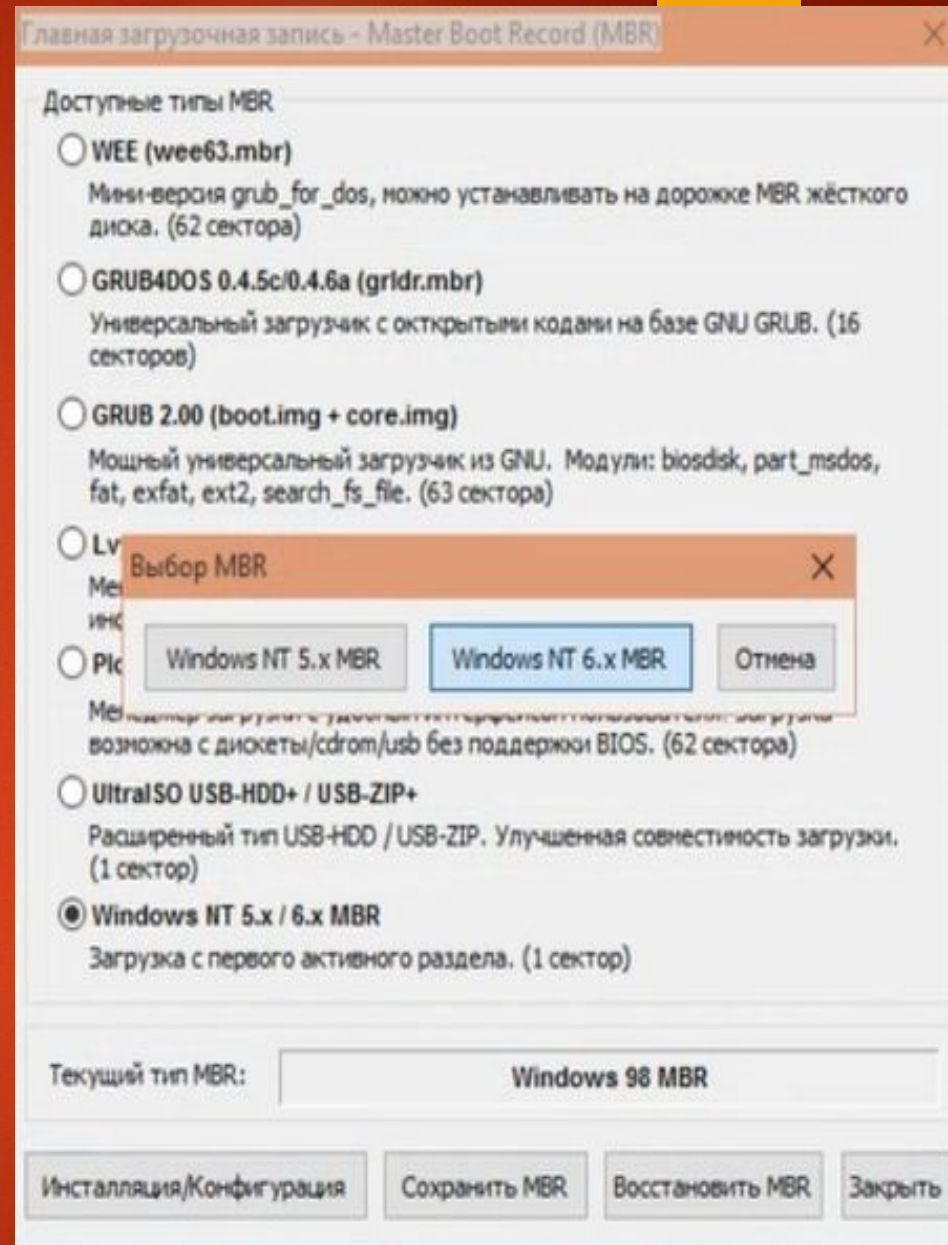 Главная загрузочная запись - Master Boot Record (MBR)
Доступные типы MBR
WEE (wee63.mbr)
Мини-версия grub_for_dos, можно устанавливать на дорожке MBR жёсткого
диска. (62 сектора)
GRUB4DOS 0.4.5c/0.4.6a (grldr.mbr)
Универсальный загрузчик с окткрытыми кодами на базе GNU GRUB. (16
секторов)
GRUB 2.00 (boot.img + core.img)
Мощный универсальный загрузчик из GNU. Модули: biosdisk, part_msdos,
fat, exfat, ext2, search_fs_file. (63 сектора)
Выбор MBR
Windows NT 5.x MBR
Windows NT 6.x MBR
Отмена
возможна с дискеты/cdrom/usb без поддержки BIOS. (62 сектора)
UltraISO USB-HDD+ / USB-ZIP+
Расширенный тип USB-HDD / USB-ZIP. Улучшенная совместимость загрузки.
(1 сектор)
Windows NT 5.x / 6.x MBR
Загрузка с первого активного раздела. (1 сектор)
Текущий тип MBR:
Windows 98 MBR
Инсталляция/Конфигурация
Сохранить MBR
Восстановить MBR
Закрыть